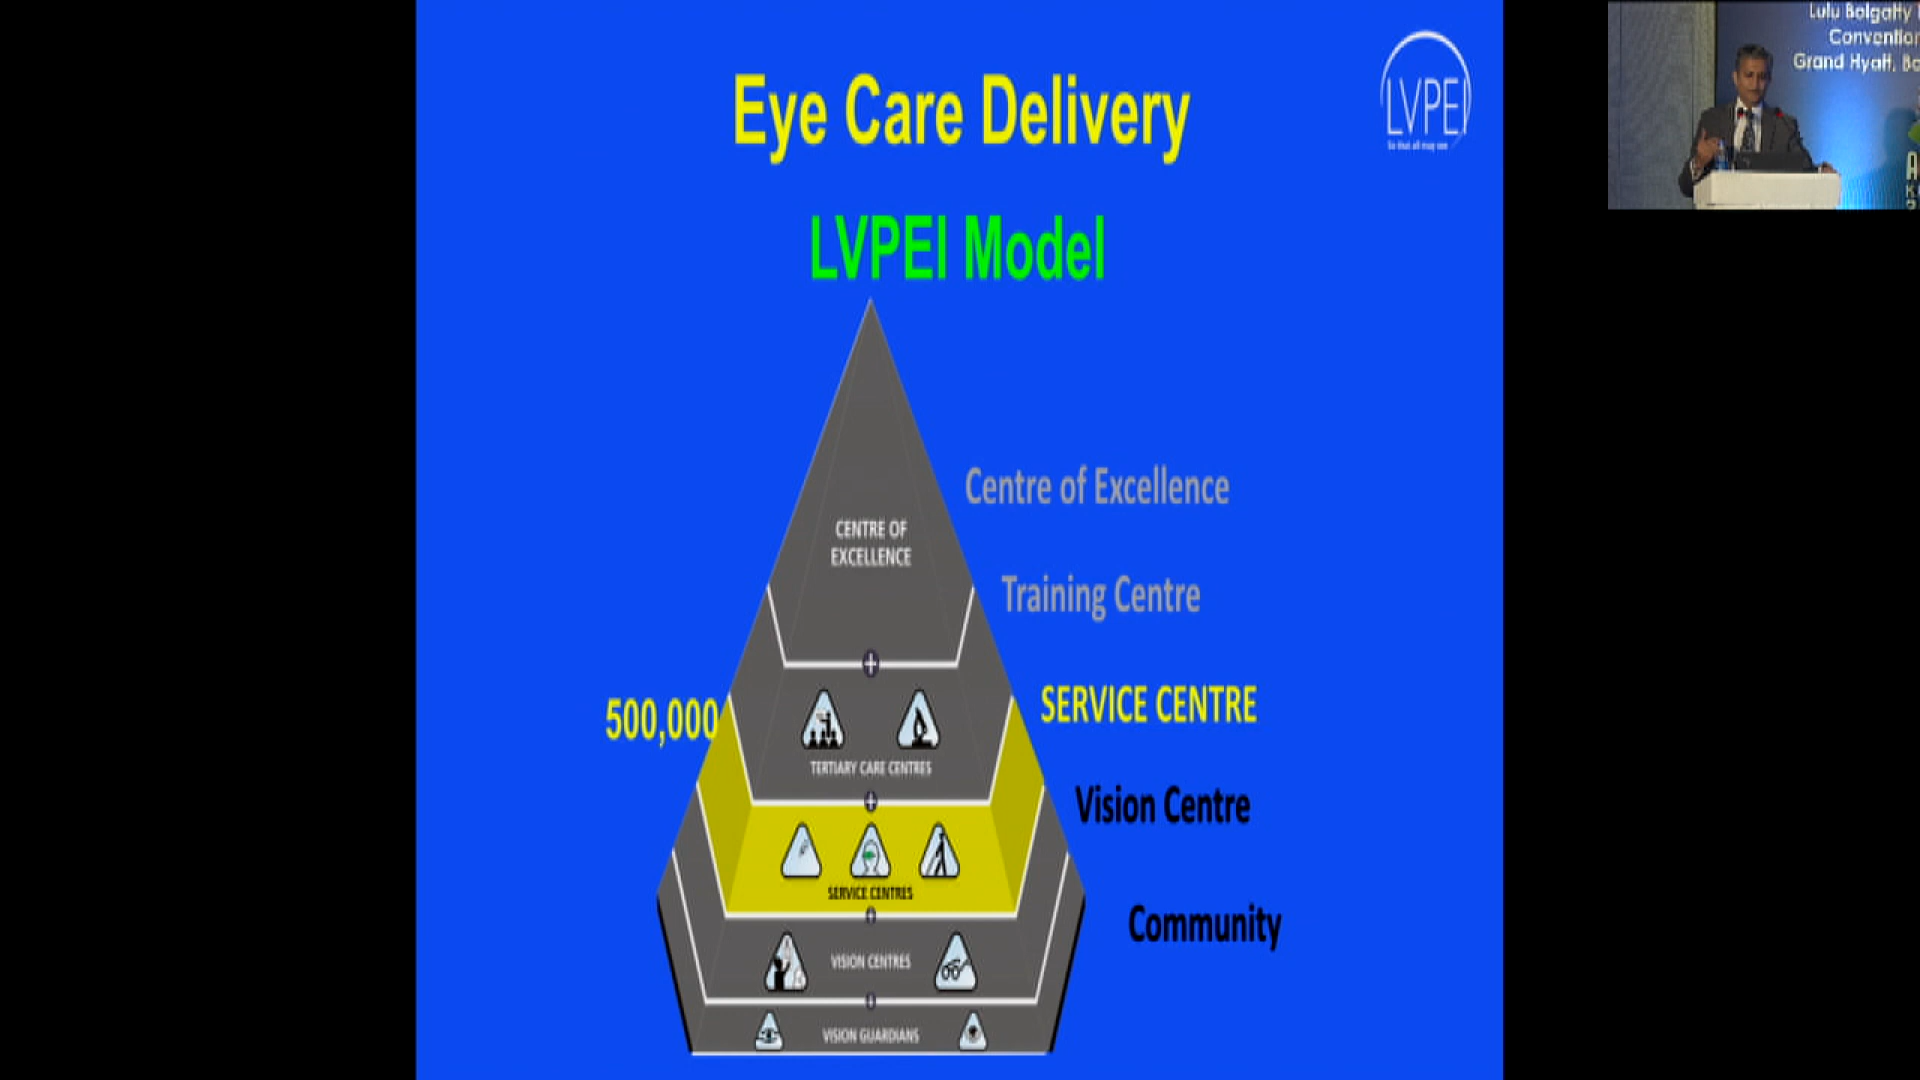 Eye Care Delivery
LVPEI
So that all may see
LVPEI Model
Centre of Excellence
CENTRE OF
EXCELLENCE
Training Centre
500,000
SERVICE CENTRE
TERTIARY CARE CENTRES
Vision Centre
SERVICE CENTRES
Community
VISION CENTRES
VISION GUARDIANS
Lulu Bolgatty
Convention
Grand Hyatt, Bo